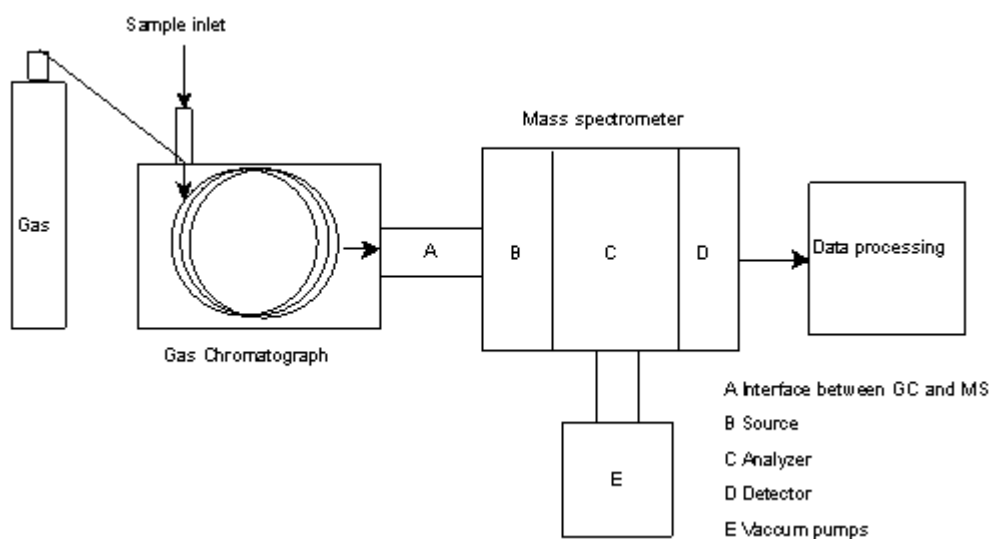 Sample inlet
Mass spectrometer
Gas
A
B
C
D
Data processing
Gas Chromatograph
E
A Interface between GC and MS
B Source
C Analyzer
D Detector
E Vaccum pumps